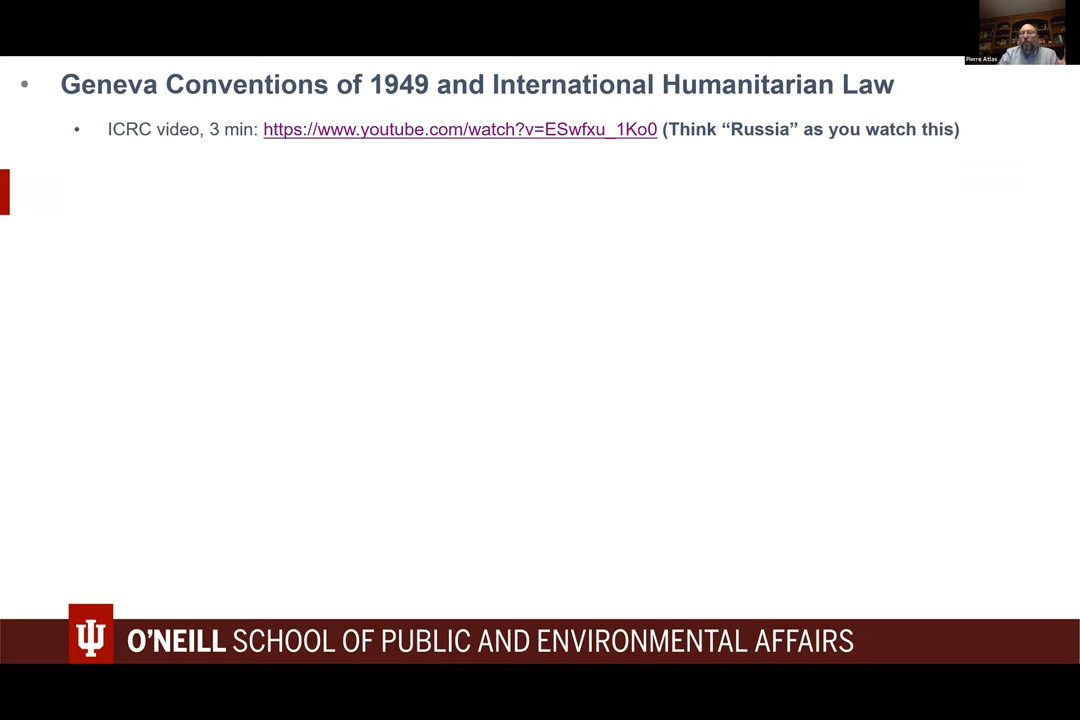 Pierre Atlas
• Geneva Conventions of 1949 and International Humanitarian Law
• ICRC video, 3 min: https://www.youtube.com/watch?v=ESwfxu_1Ko0 (Think “Russia” as you watch this)
O’NEILL SCHOOL OF PUBLIC AND ENVIRONMENTAL AFFAIRS